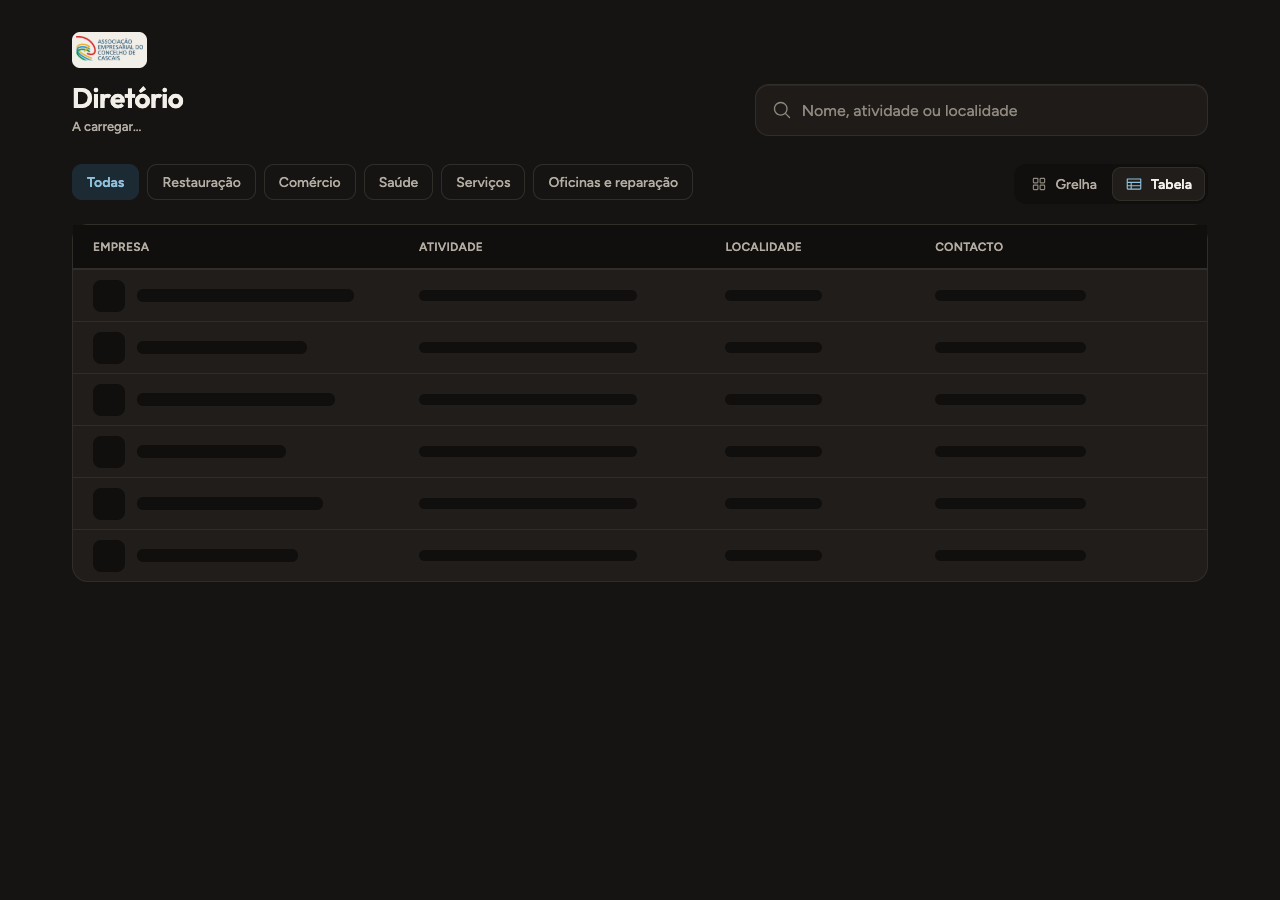 ASSOCIAÇÃO
EMPRESARIAL DO
CONCELHO DE
CASCAIS
Diretório
A carregar...
Nome, atividade ou localidade
Todas
Restauração
Comércio
Saúde
Serviços
Oficinas e reparação
Grelha
Tabela
EMPRESA
ATIVIDADE
LOCALIDADE
CONTACTO